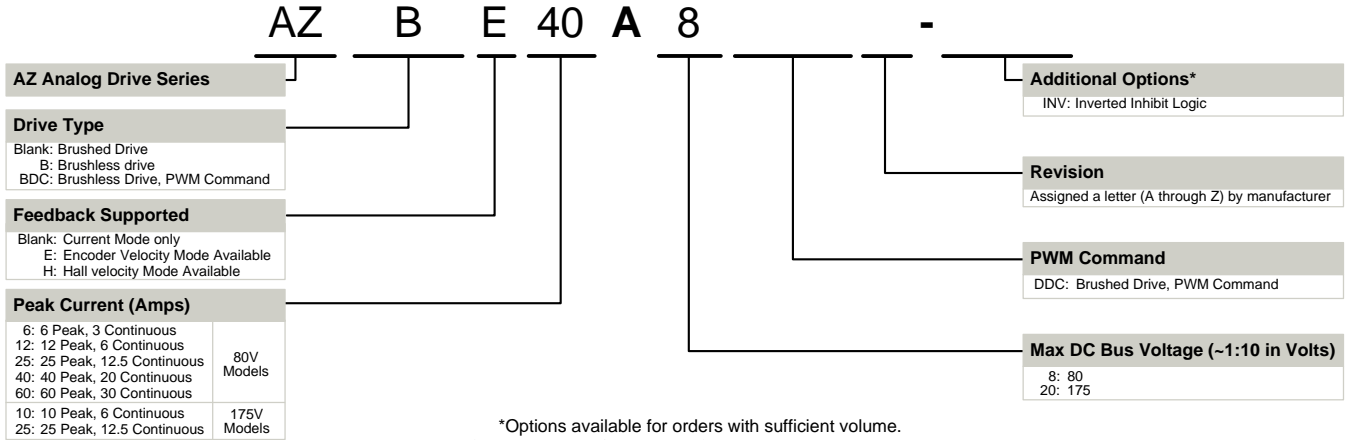 AZ B E 40 A 8 -
AZ Analog Drive Series
Drive Type
Blank: Brushed Drive
B: Brushless drive
BDC: Brushless Drive, PWM Command
Feedback Supported
Blank: Current Mode only
E: Encoder Velocity Mode Available
H: Hall velocity Mode Available
Peak Current (Amps)
6: 6 Peak, 3 Continuous
12: 12 Peak, 6 Continuous
25: 25 Peak, 12.5 Continuous
40: 40 Peak, 20 Continuous
60: 60 Peak, 30 Continuous
80V
Models
10: 10 Peak, 6 Continuous
25: 25 Peak, 12.5 Continuous
175V
Models
Additional Options*
INV: Inverted Inhibit Logic
Revision
Assigned a letter (A through Z) by manufacturer
PWM Command
DDC: Brushed Drive, PWM Command
Max DC Bus Voltage (~1:10 in Volts)
8: 80
20: 175
*Options available for orders with sufficient volume.